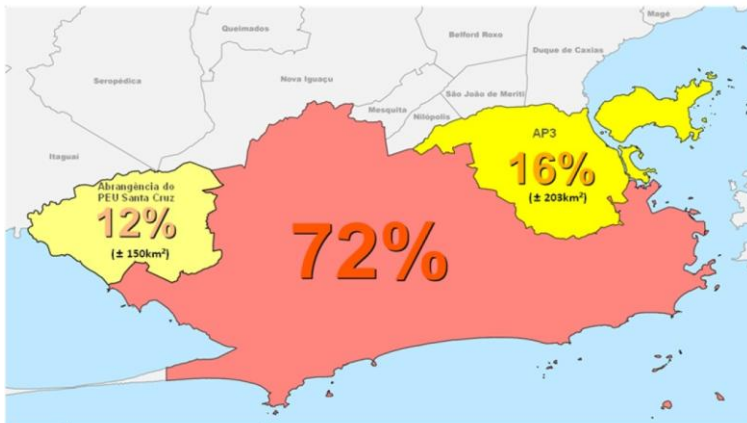 Magé
Queimados
Belford Roxo
Duque de Caxias
Seropédica
Nova Iguaçu
São João de Meriti
Mesquita
Nilópolis
Itaguaí
AP3
16%
(± 203km²)
Abrangência do
PEU Santa Cruz
12%
(± 150km²)
72%